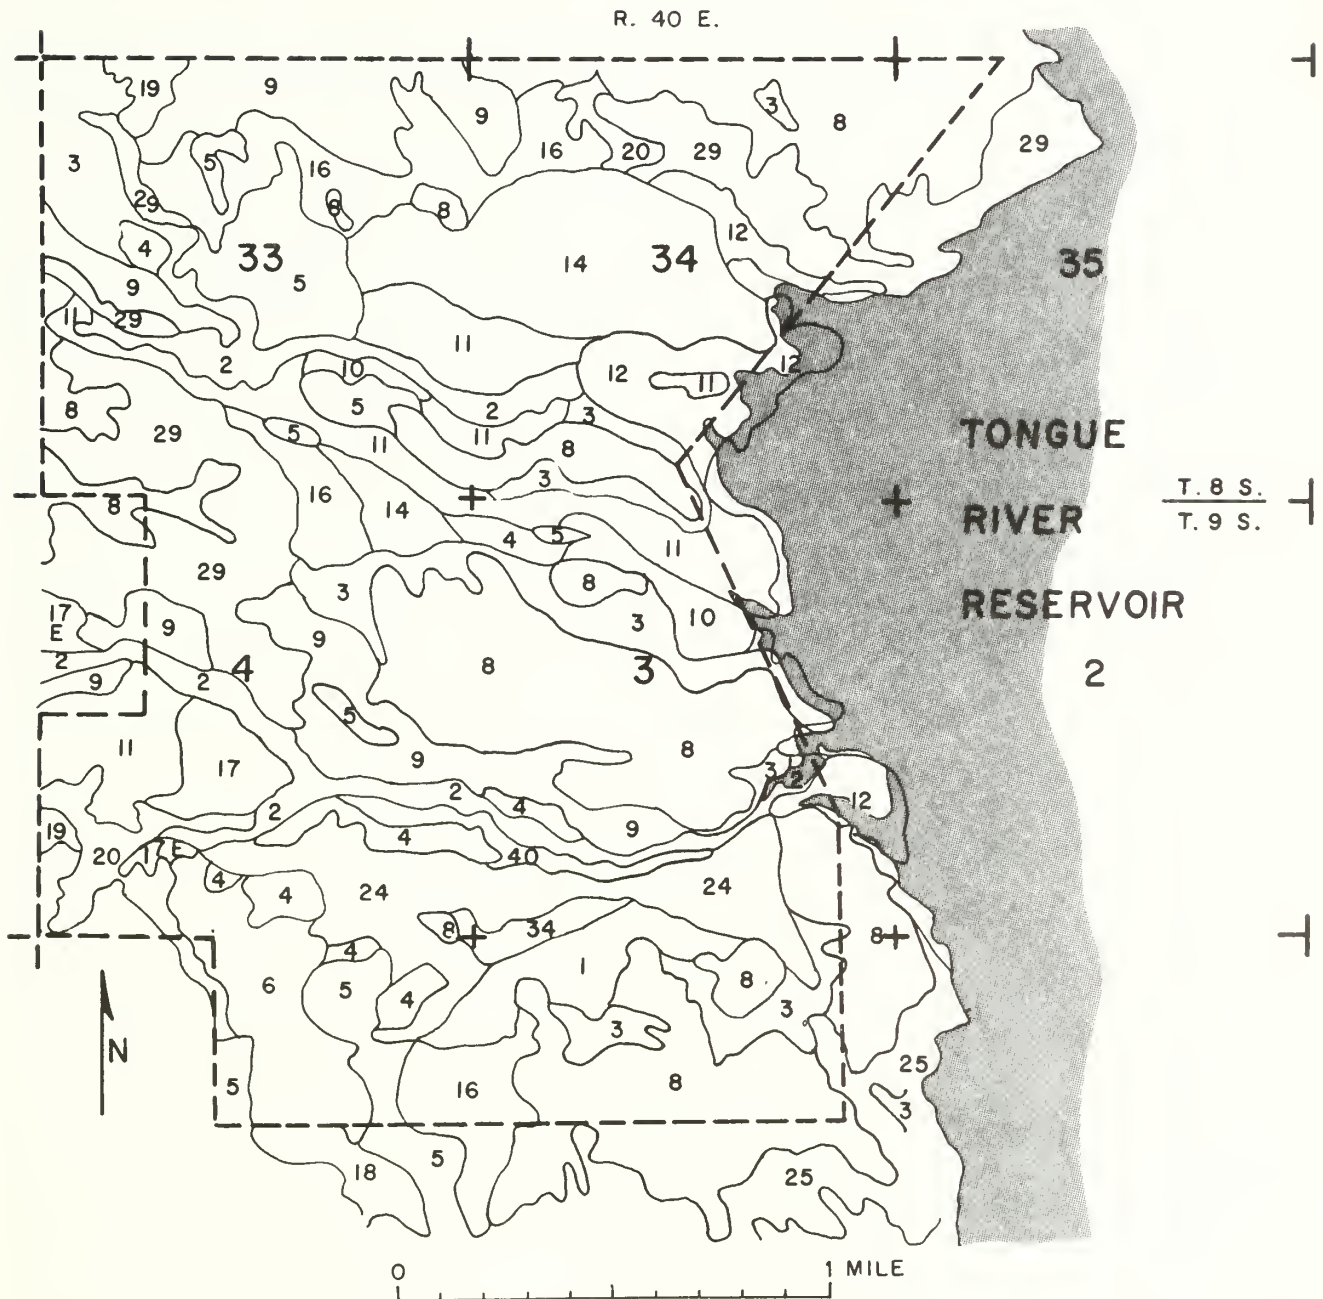 R. 40 E.
19 9 9 3 8
3 5 16 16 20 29 29
29 8 8
4 33 5 14 34 12 35
9
11 29 2 11 12 11 12
10
8 29 5 5 11 2 11 3 8
TONGUE
16 14 3
8
T. 8 S.
T. 9 S.
RIVER
4 5 11
29 3 8
17
E 9 9 3 10
RESERVOIR
2 4 2 8 3 2
9 5
11 17 9 8
3 2
2 2 4 12
19 4 9
20 17 E 40
4 4 24 24
8 34 8
4
6 5 4 1 8
3 3
N
5 16 8 25
3
18 5 25
0 1 MILE